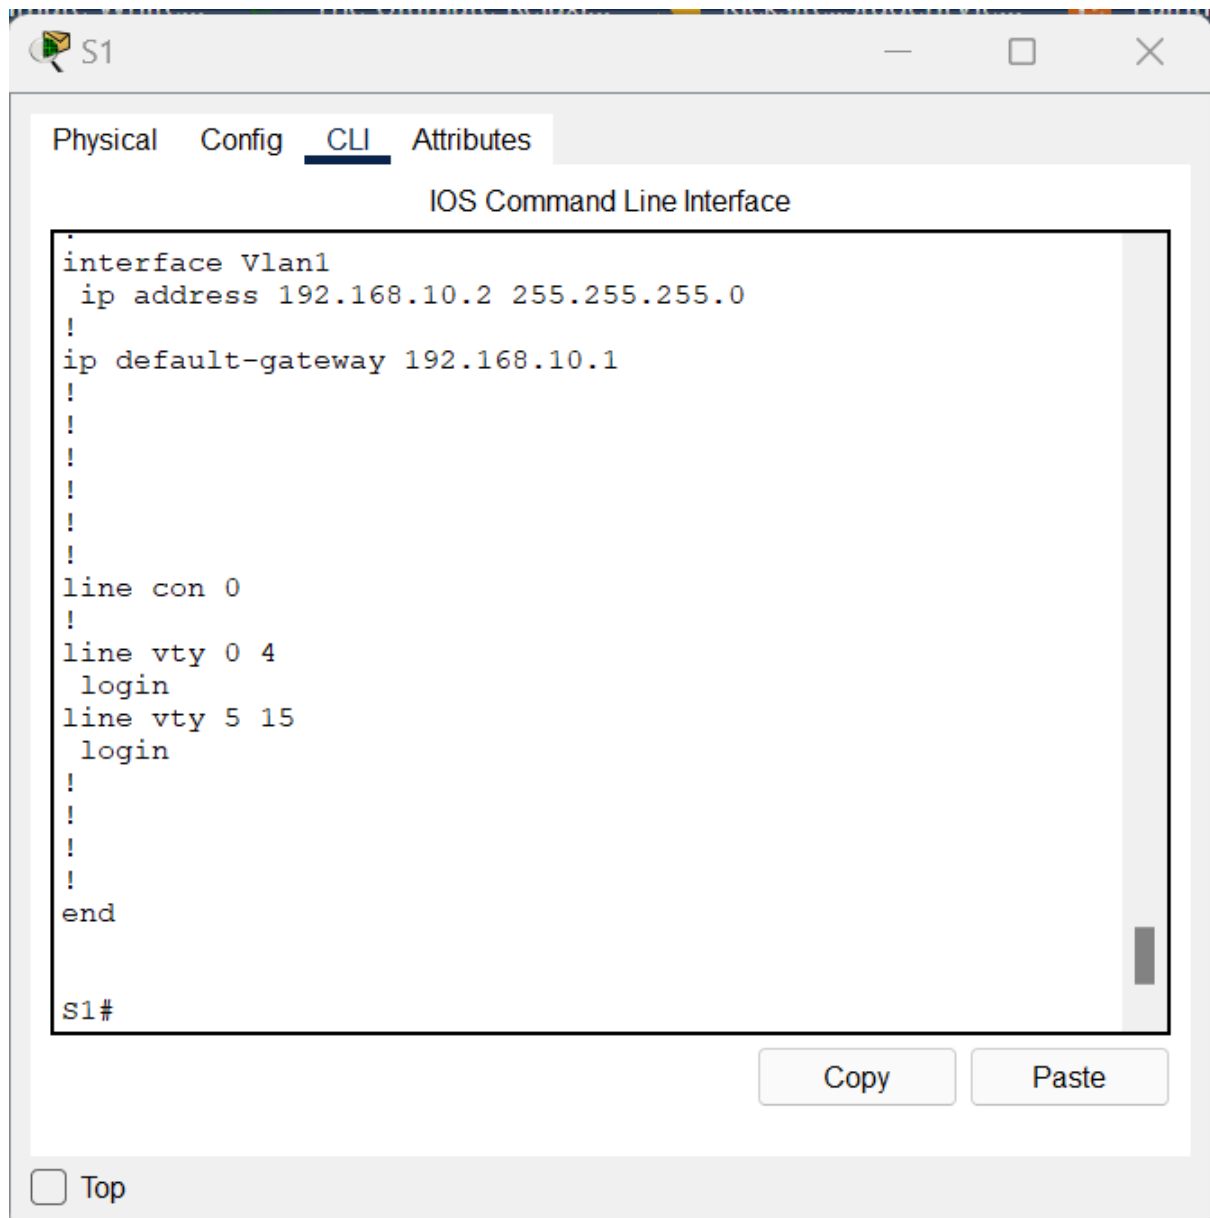 S1
Physical Config CLI Attributes
IOS Command Line Interface
!
interface Vlan1
 ip address 192.168.10.2 255.255.255.0
!
ip default-gateway 192.168.10.1
!
!
!
!
!
!
line con 0
!
line vty 0 4
 login
line vty 5 15
 login
!
!
!
!
end
S1#
Copy Paste
Top